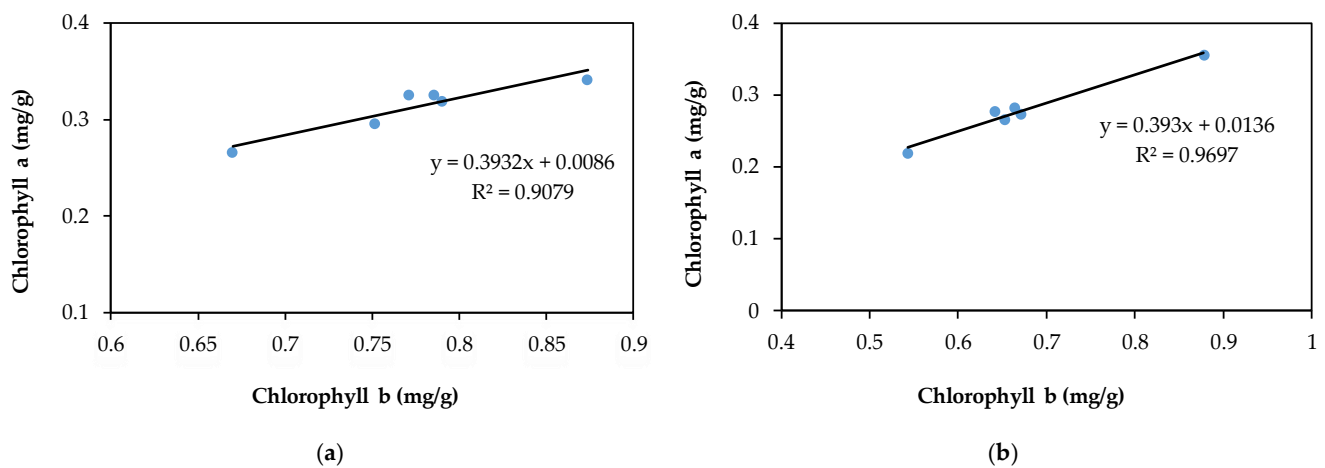 0.4
0.3
0.2
0.1
Chlorophyll a (mg/g)
y = 0.3932x + 0.0086
R² = 0.9079
0.6 0.65 0.7 0.75 0.8 0.85 0.9
Chlorophyll b (mg/g)
(a)
0.4
0.3
0.2
0.1
0
Chlorophyll a (mg/g)
y = 0.393x + 0.0136
R² = 0.9697
0.4 0.5 0.6 0.7 0.8 0.9 1
Chlorophyll b (mg/g)
(b)